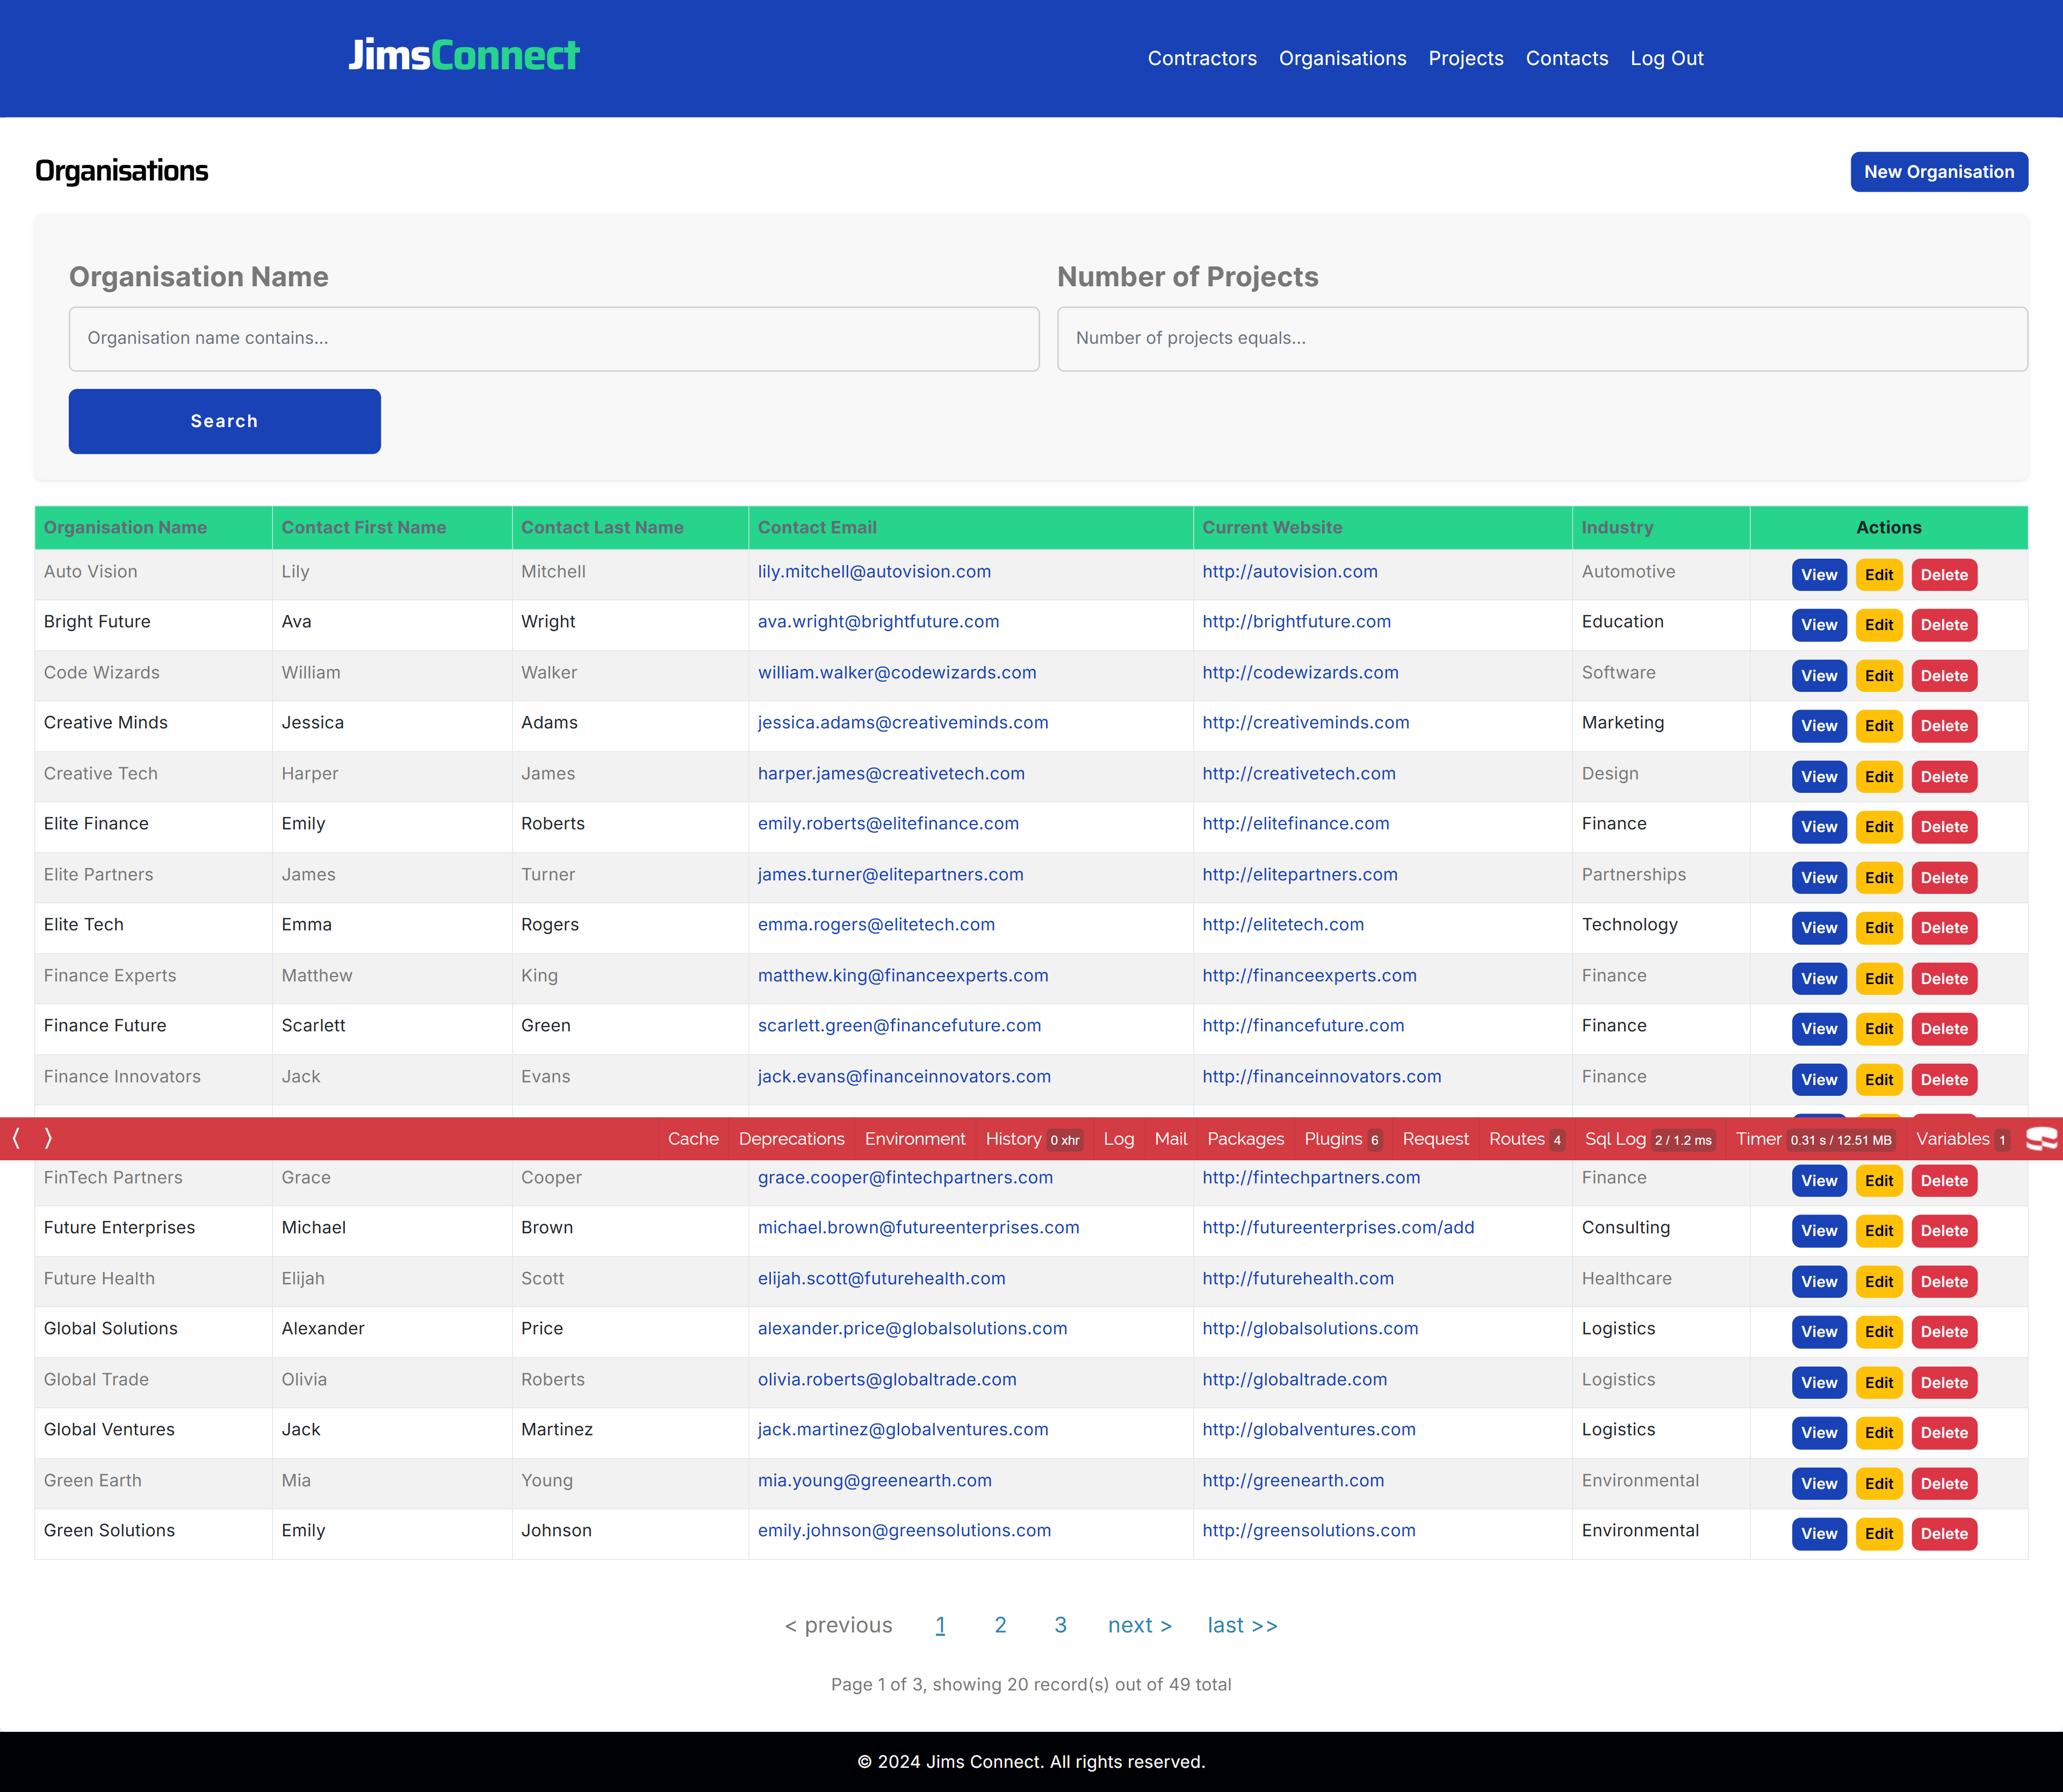 JimsConnect
Contractors Organisations Projects Contacts Log Out
Organisations
New Organisation
Organisation Name Number of Projects
Organisation name contains... Number of projects equals...
Search
Organisation Name Contact First Name Contact Last Name Contact Email Current Website Industry Actions
Auto Vision Lily Mitchell lily.mitchell@autovision.com http://autovision.com Automotive View Edit Delete
Bright Future Ava Wright ava.wright@brightfuture.com http://brightfuture.com Education View Edit Delete
Code Wizards William Walker william.walker@codewizards.com http://codewizards.com Software View Edit Delete
Creative Minds Jessica Adams jessica.adams@creativeminds.com http://creativeminds.com Marketing View Edit Delete
Creative Tech Harper James harper.james@creativetech.com http://creativetech.com Design View Edit Delete
Elite Finance Emily Roberts emily.roberts@elitefinance.com http://elitefinance.com Finance View Edit Delete
Elite Partners James Turner james.turner@elitepartners.com http://elitepartners.com Partnerships View Edit Delete
Elite Tech Emma Rogers emma.rogers@elitetech.com http://elitetech.com Technology View Edit Delete
Finance Experts Matthew King matthew.king@financeexperts.com http://financeexperts.com Finance View Edit Delete
Finance Future Scarlett Green scarlett.green@financefuture.com http://financefuture.com Finance View Edit Delete
Finance Innovators Jack Evans jack.evans@financeinnovators.com http://financeinnovators.com Finance View Edit Delete
Cache Deprecations Environment History 0 xhr Log Mail Packages Plugins 6 Request Routes 4 Sql Log 2 / 1.2 ms Timer 0.31 s / 12.51 MB Variables 1
FinTech Partners Grace Cooper grace.cooper@fintechpartners.com http://fintechpartners.com Finance View Edit Delete
Future Enterprises Michael Brown michael.brown@futureenterprises.com http://futureenterprises.com/add Consulting View Edit Delete
Future Health Elijah Scott elijah.scott@futurehealth.com http://futurehealth.com Healthcare View Edit Delete
Global Solutions Alexander Price alexander.price@globalsolutions.com http://globalsolutions.com Logistics View Edit Delete
Global Trade Olivia Roberts olivia.roberts@globaltrade.com http://globaltrade.com Logistics View Edit Delete
Global Ventures Jack Martinez jack.martinez@globalventures.com http://globalventures.com Logistics View Edit Delete
Green Earth Mia Young mia.young@greenearth.com http://greenearth.com Environmental View Edit Delete
Green Solutions Emily Johnson emily.johnson@greensolutions.com http://greensolutions.com Environmental View Edit Delete
< previous 1 2 3 next > last >>
Page 1 of 3, showing 20 record(s) out of 49 total
© 2024 Jims Connect. All rights reserved.